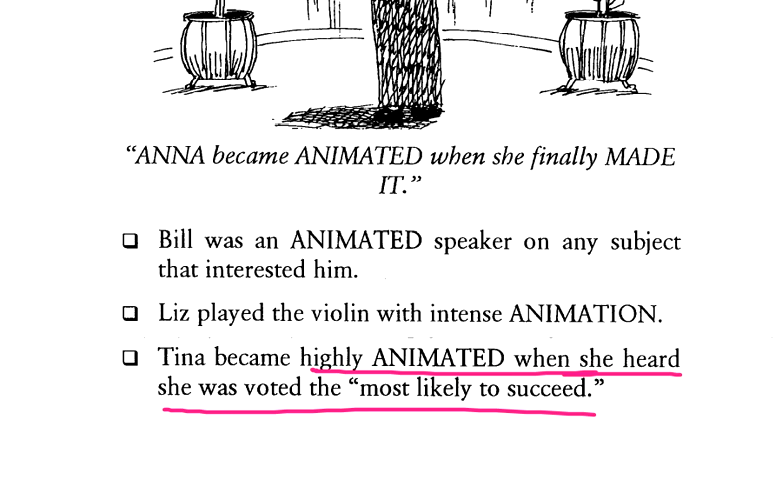 “ANNA became ANIMATED when she finally MADE
IT.”
❏ Bill was an ANIMATED speaker on any subject
that interested him.
❏ Liz played the violin with intense ANIMATION.
❏ Tina became highly ANIMATED when she heard
she was voted the “most likely to succeed.”